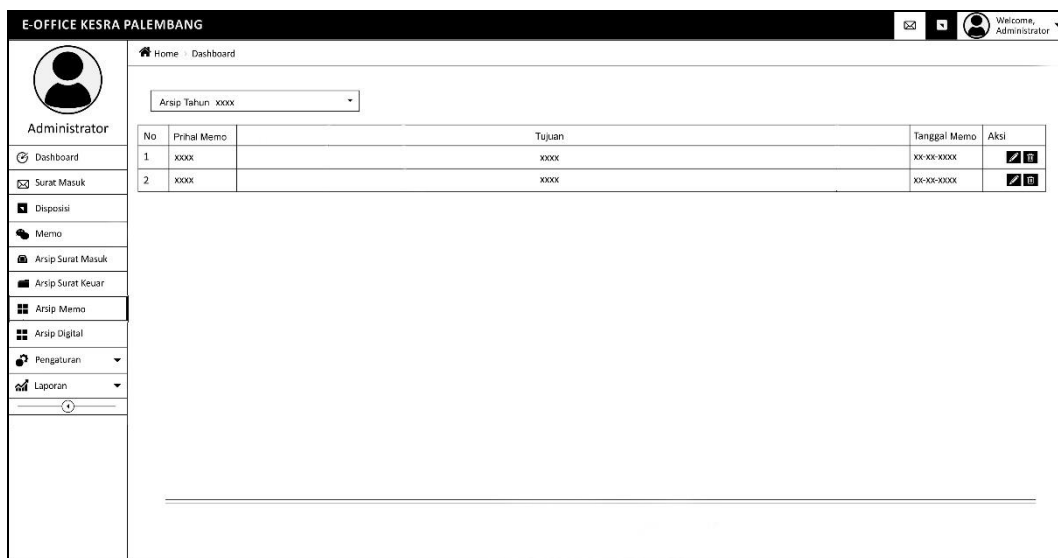 E-OFFICE KESRA PALEMBANG
Welcome,
Administrator
Home Dashboard
Administrator
Dashboard
Surat Masuk
Disposisi
Memo
Arsip Surat Masuk
Arsip Surat Keuar
Arsip Memo
Arsip Digital
Pengaturan
Laporan
Arsip Tahun xxxx
No Prihal Memo Tujuan Tanggal Memo Aksi
1 xxxx xxxx xx-xx-xxxx
2 xxxx xxxx xx-xx-xxxx